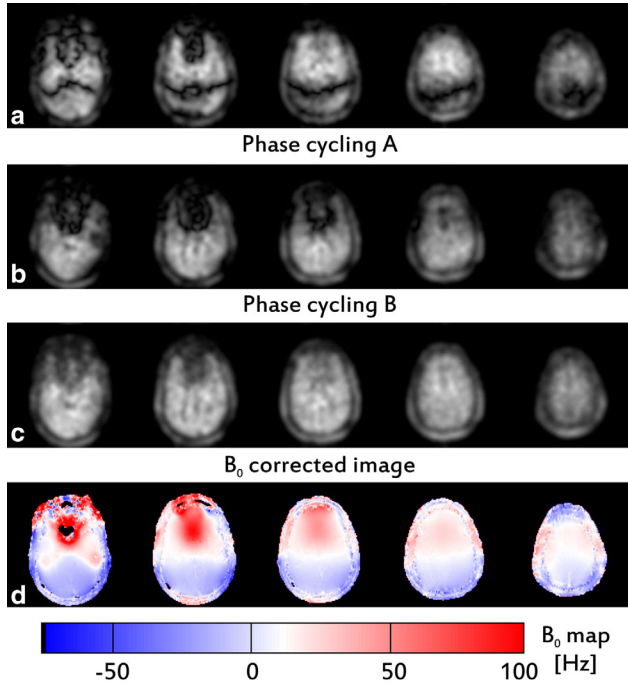 a
Phase cycling A
b
Phase cycling B
c
B₀ corrected image
d
B₀ map
[Hz]
-50 0 50 100